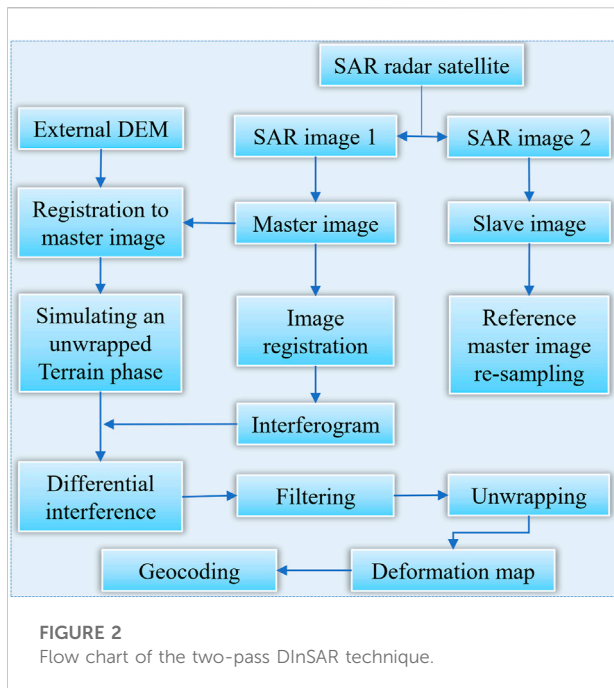 SAR radar satellite
External DEM
SAR image 1
SAR image 2
Registration to
master image
Master image
Slave image
Simulating an
unwrapped
Terrain phase
Image
registration
Reference
master image
re-sampling
Interferogram
Differential
interference
Filtering
Unwrapping
Geocoding
Deformation map
FIGURE 2
Flow chart of the two-pass DInSAR technique.